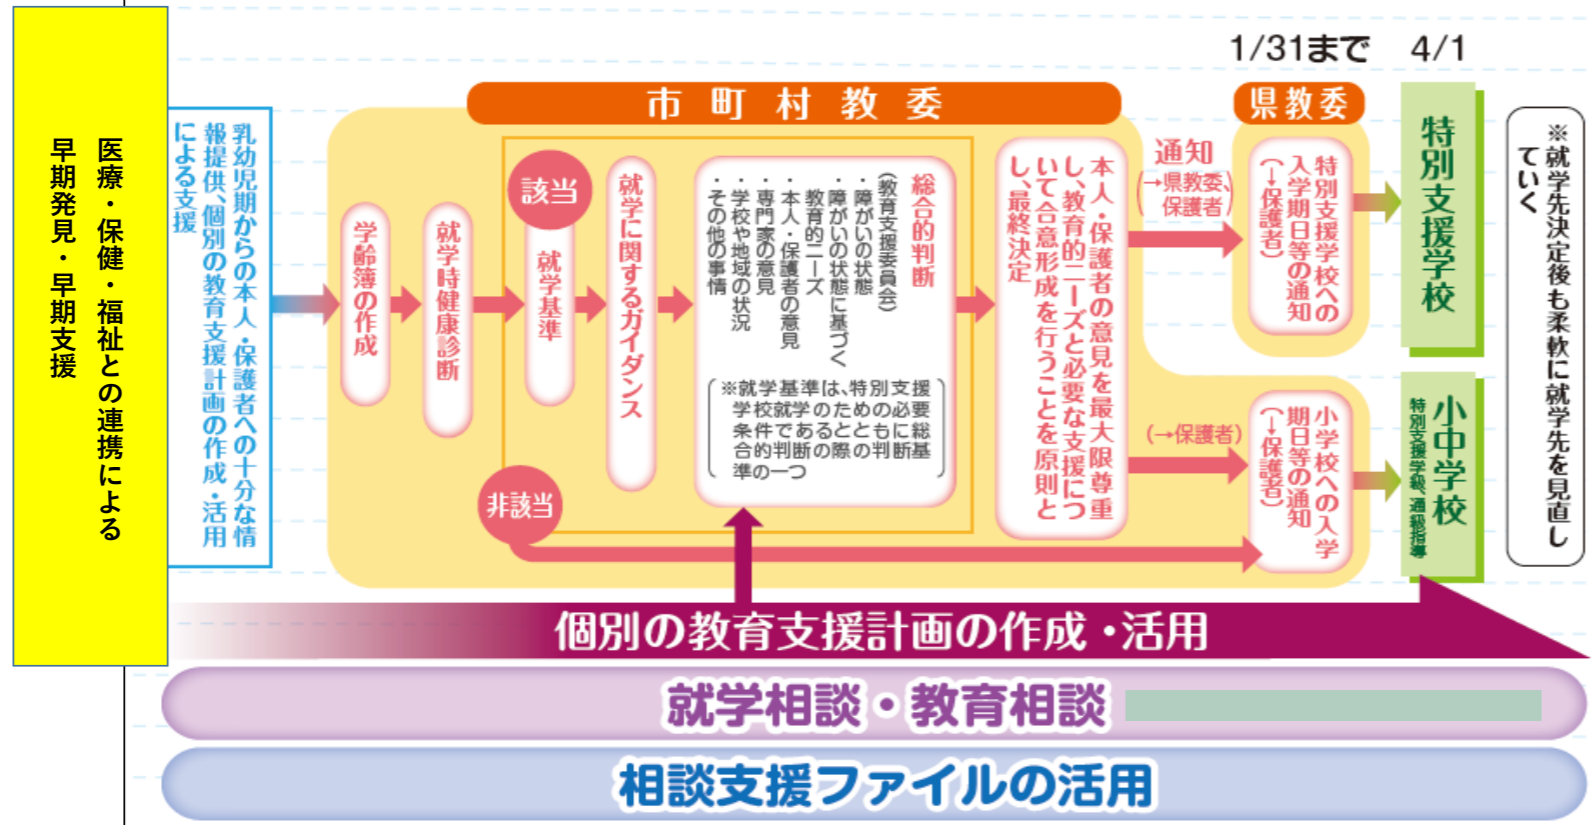 医療・保健・福祉との連携による
早期発見・早期支援
乳幼児期からの本人・保護者への十分な情
報提供、個別の教育支援計画の作成・活用
による支援
市町村教委
学齢簿の作成
就学時健康診断
該当
就学基準
非該当
就学に関するガイダンス
総合的判断
(教育支援委員会)
・障がいの状態
・障がいの状態に基づく
教育的ニーズ
・本人・保護者の意見
・専門家の意見
・学校や地域の状況
・その他の事情
※就学基準は、特別支援
学校就学のための必要
条件であるとともに総
合的判断の際の判断基
準の一つ
本人・保護者の意見を最大限尊重
し、教育的ニーズと必要な支援につ
いて合意形成を行うことを原則と
し、最終決定
通知
(→県教委、
保護者)
(→保護者)
1/31まで
県教委
特別支援学校への
入学期日等の通知
(→保護者)
小学校への入学
期日等の通知
(→保護者)
4/1
特別支援学校
小中学校
特別支援学級、通級指導
※就学先決定後も柔軟に就学先を見直し
ていく
個別の教育支援計画の作成・活用
就学相談・教育相談
相談支援ファイルの活用